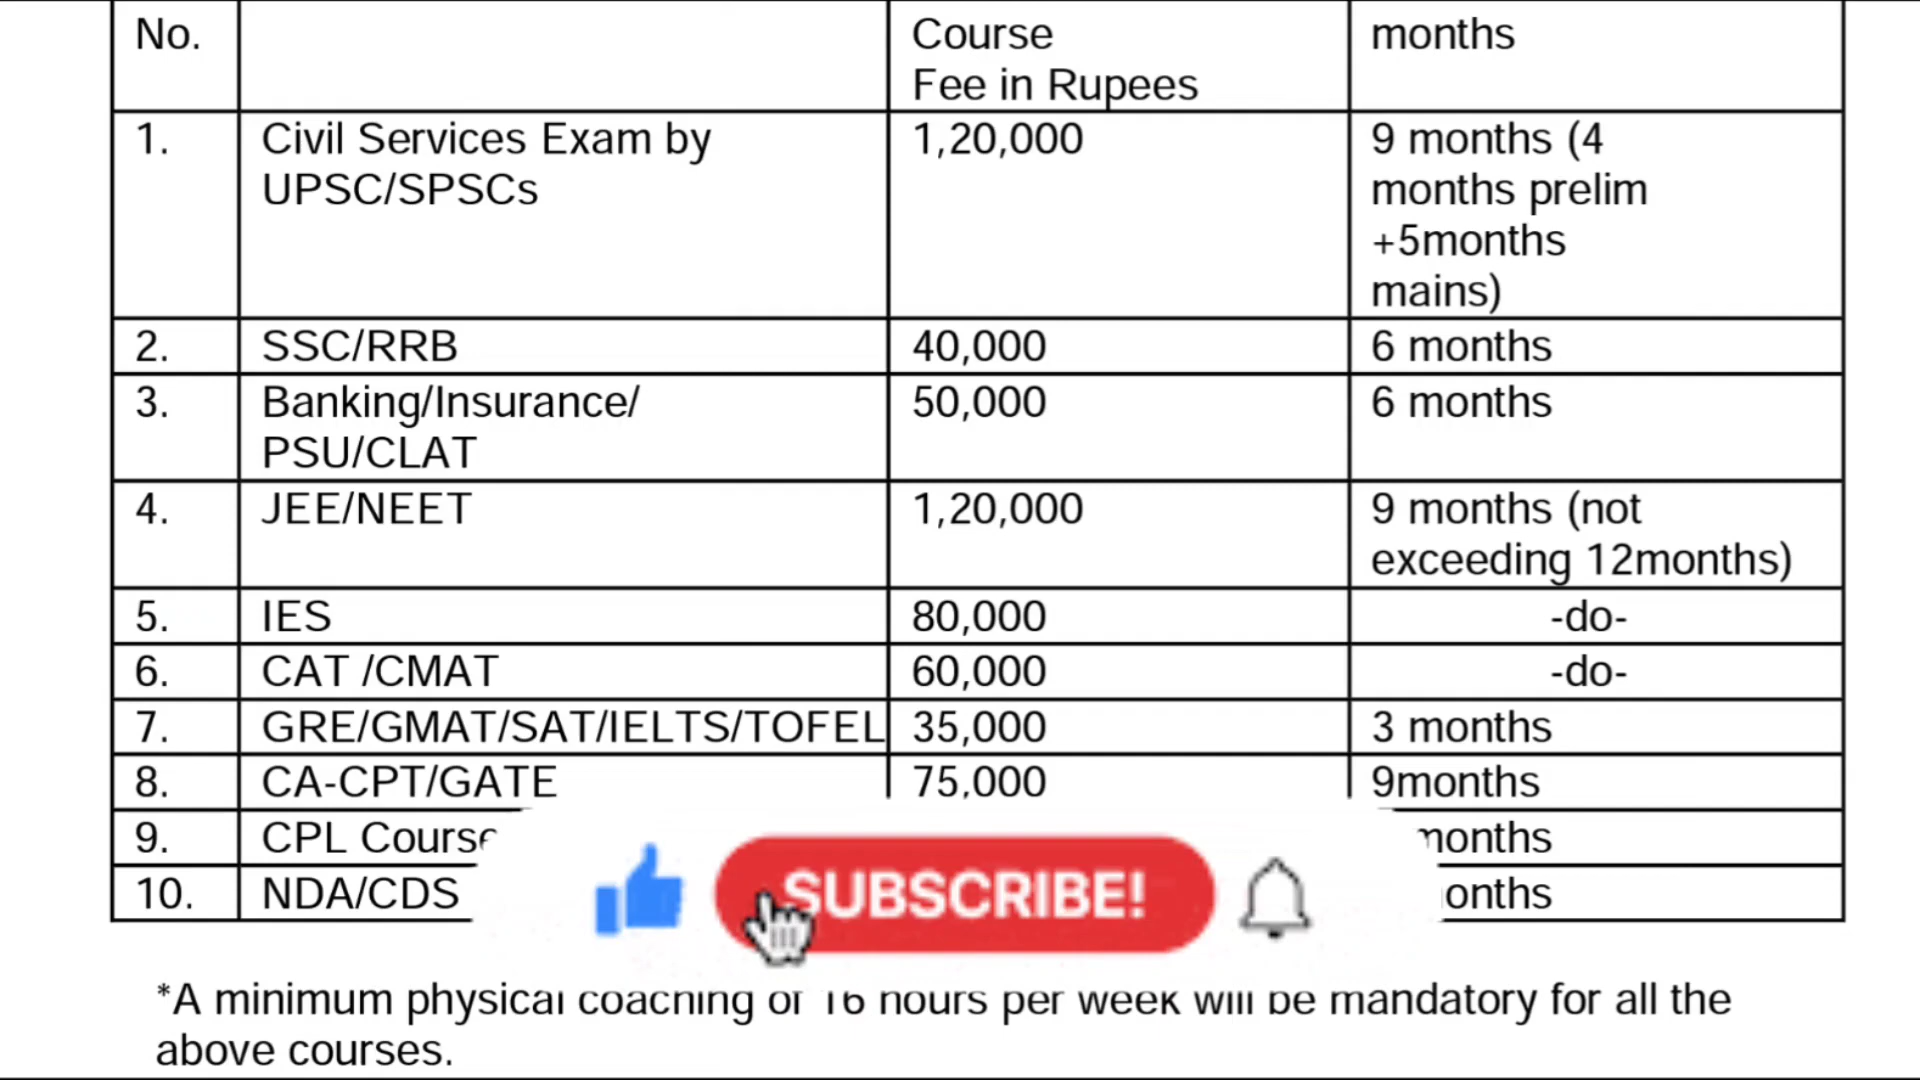 No.
Course
Fee in Rupees
months
1.
Civil Services Exam by
UPSC/SPSCs
1,20,000
9 months (4
months prelim
+5months
mains)
2.
SSC/RRB
40,000
6 months
3.
Banking/Insurance/
PSU/CLAT
50,000
6 months
4.
JEE/NEET
1,20,000
9 months (not
exceeding 12months)
5.
IES
80,000
-do-
6.
CAT /CMAT
60,000
-do-
7.
GRE/GMAT/SAT/IELTS/TOFEL
35,000
3 months
8.
CA-CPT/GATE
75,000
9months
9.
CPL Course
months
10.
NDA/CDS
months
SUBSCRIBE!
*A minimum physical coaching of 16 hours per week will be mandatory for all the
above courses.